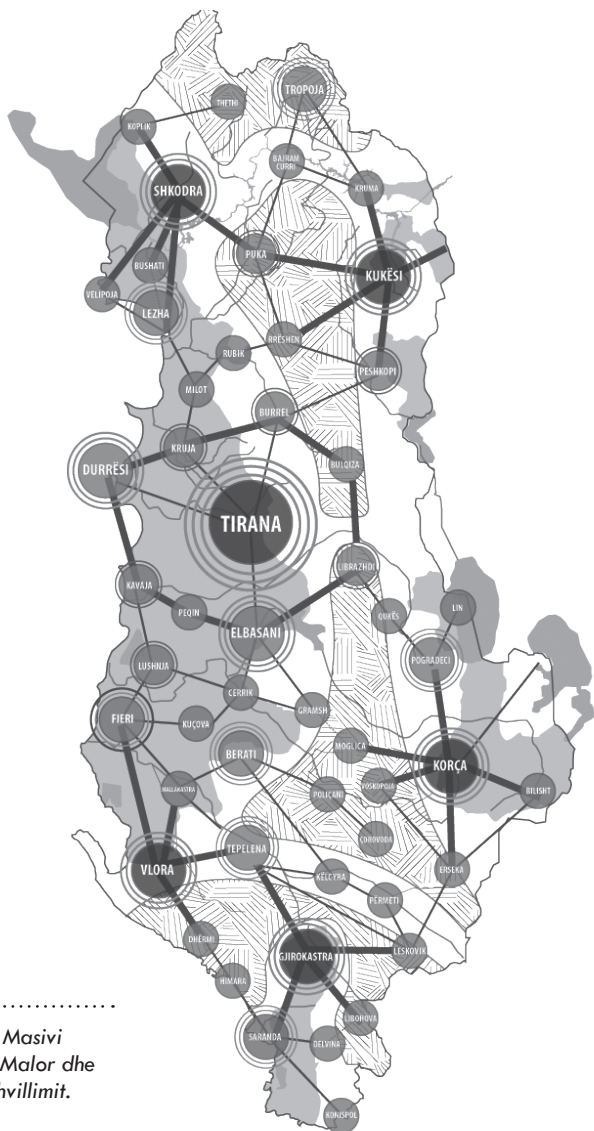 TROPOJA
THETHI
KOPLIK
BAJRAM
CURRI
SHKODRA
KRUMA
PUKA
BUSHATI
KUKËSI
VELIPOJA
LEZHA
RRËSHEN
RUBIK
PESHKOPI
MILOT
BURREL
KRUJA
BULQIZA
DURRËSI
TIRANA
LIBRAZHDI
KAVAJA
PEQIN
LIN
QUKËS
ELBASANI
POGRADECI
LUSHNJA
CËRRIK
GRAMSH
FIERI
KUÇOVA
MOGLICA
BERATI
KORÇA
MALLAKASTRA
VOSKOPOJA
BILISHT
POLIÇANI
ÇOROVODA
TEPELENA
VLORA
ERSEKA
KËLCYRA
PËRMETI
DHËRMI
LESKOVIK
GJIROKASTRA
HIMARA
LIBOHOVA
SARANDA
DELVINA
KONISPOL
Masivi
Malor dhe
hvillimit.